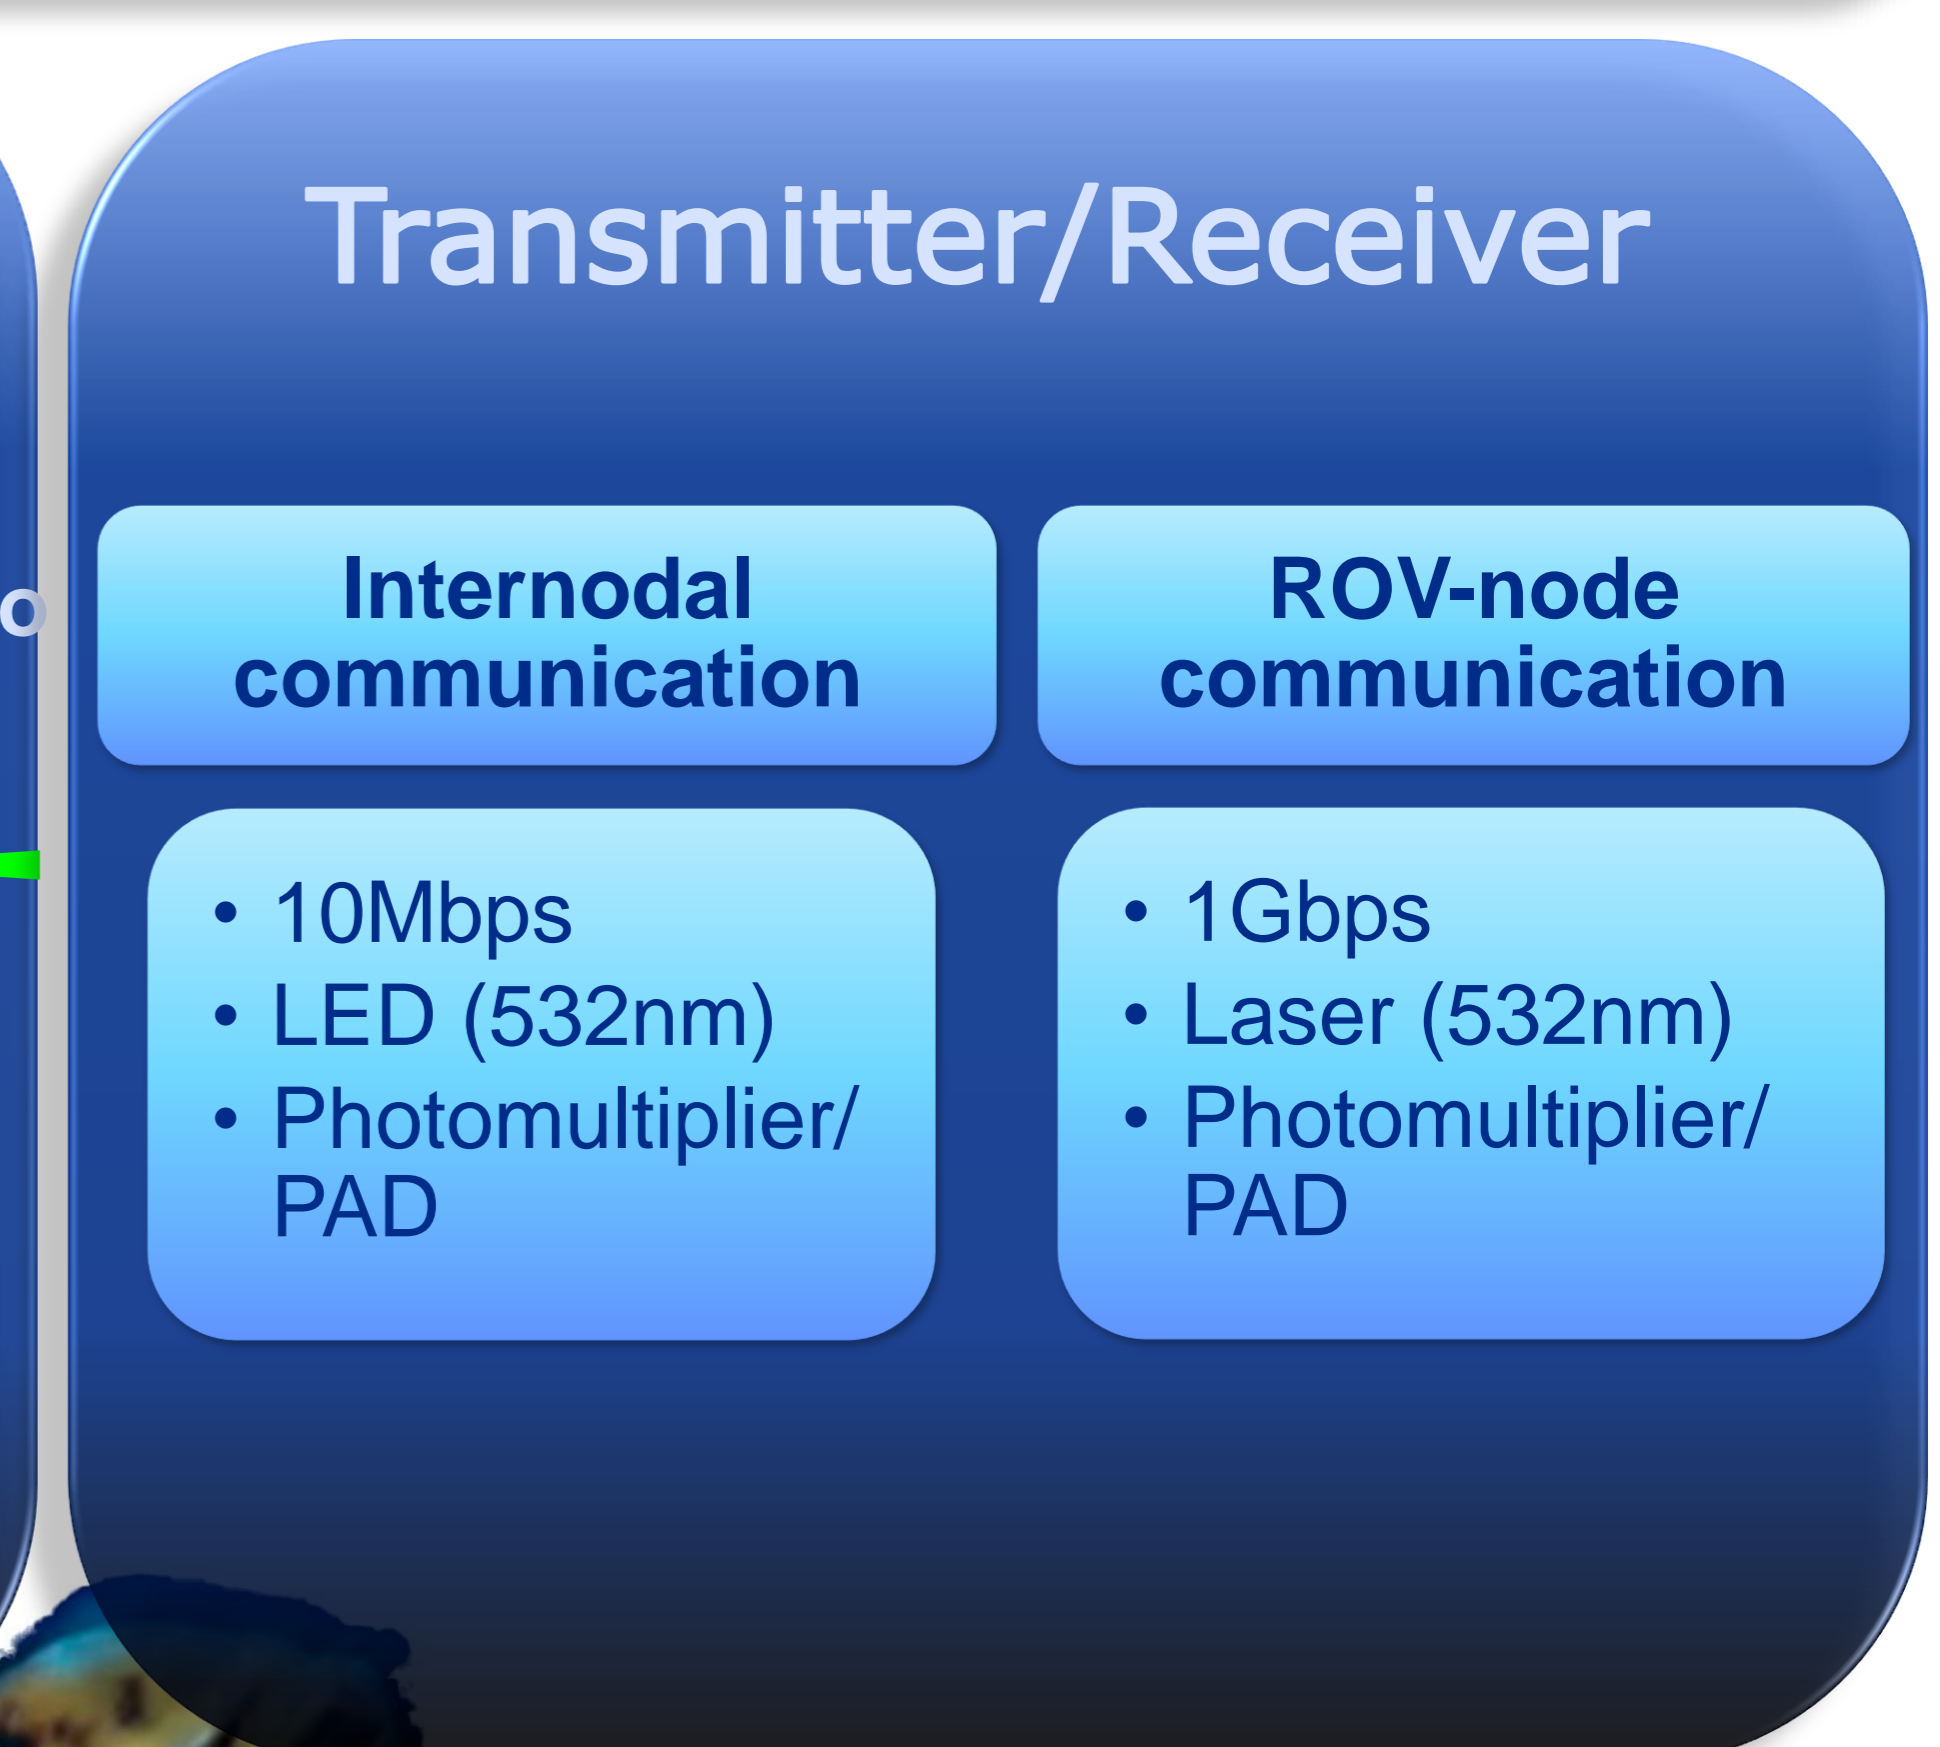 Transmitter/Receiver
Internodal
communication
ROV-node
communication
• 10Mbps
• LED (532nm)
• Photomultiplier/
PAD
• 1Gbps
• Laser (532nm)
• Photomultiplier/
PAD
o